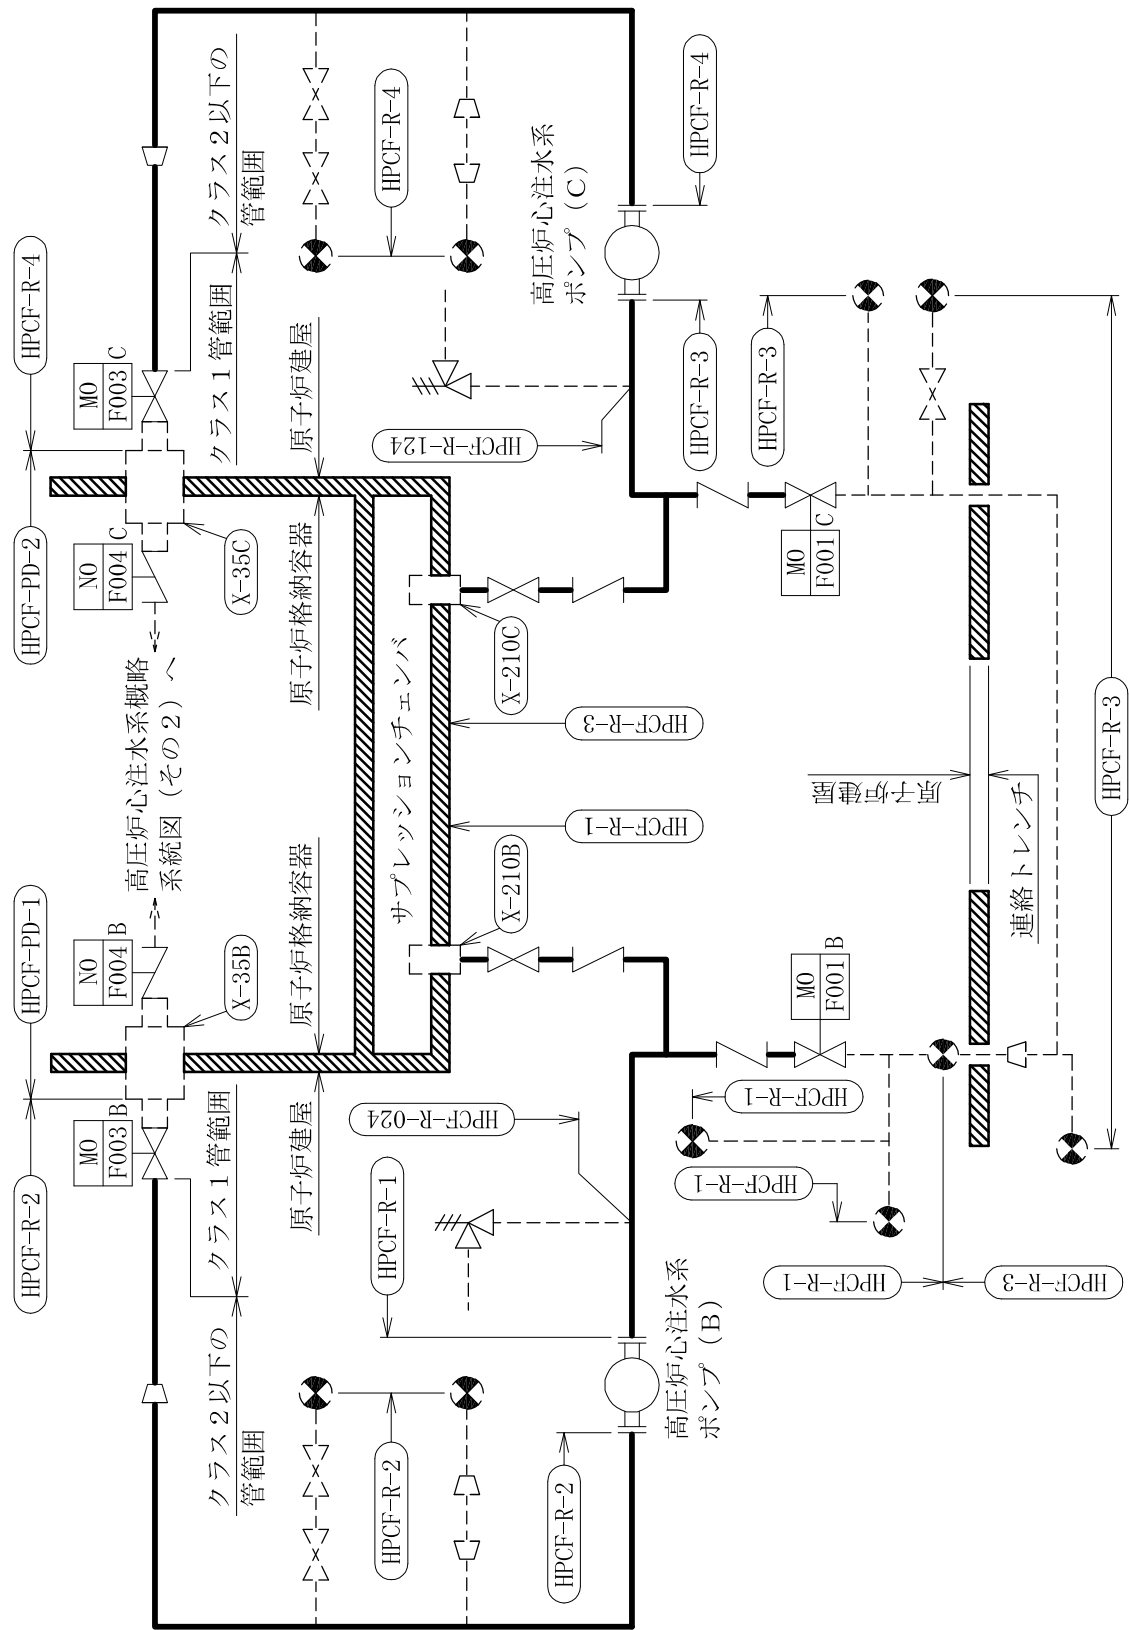 HPCF-R-2
HPCF-PD-1
HPCF-PD-2
HPCF-R-4
MO
F003
B
NO
F004
B
NO
F004
C
MO
F003
C
X-35B
高圧炉心注水系概略
系統図(その2)へ
X-35C
クラス2以下の
管範囲
クラス1管範囲
クラス1管範囲
クラス2以下の
管範囲
原子炉建屋
原子炉格納容器
原子炉格納容器
原子炉建屋
HPCF-R-2
HPCF-R-1
HPCF-R-024
サプレッションチェンバ
HPCF-R-124
HPCF-R-4
X-210B
X-210C
高圧炉心注水系
ポンプ(C)
HPCF-R-2
HPCF-R-1
HPCF-R-3
HPCF-R-3
HPCF-R-4
高圧炉心注水系
ポンプ(B)
HPCF-R-1
HPCF-R-1
HPCF-R-3
MO
F001
B
MO
F001
C
HPCF-R-1
HPCF-R-3
原子炉建屋
連絡トレンチ
HPCF-R-3